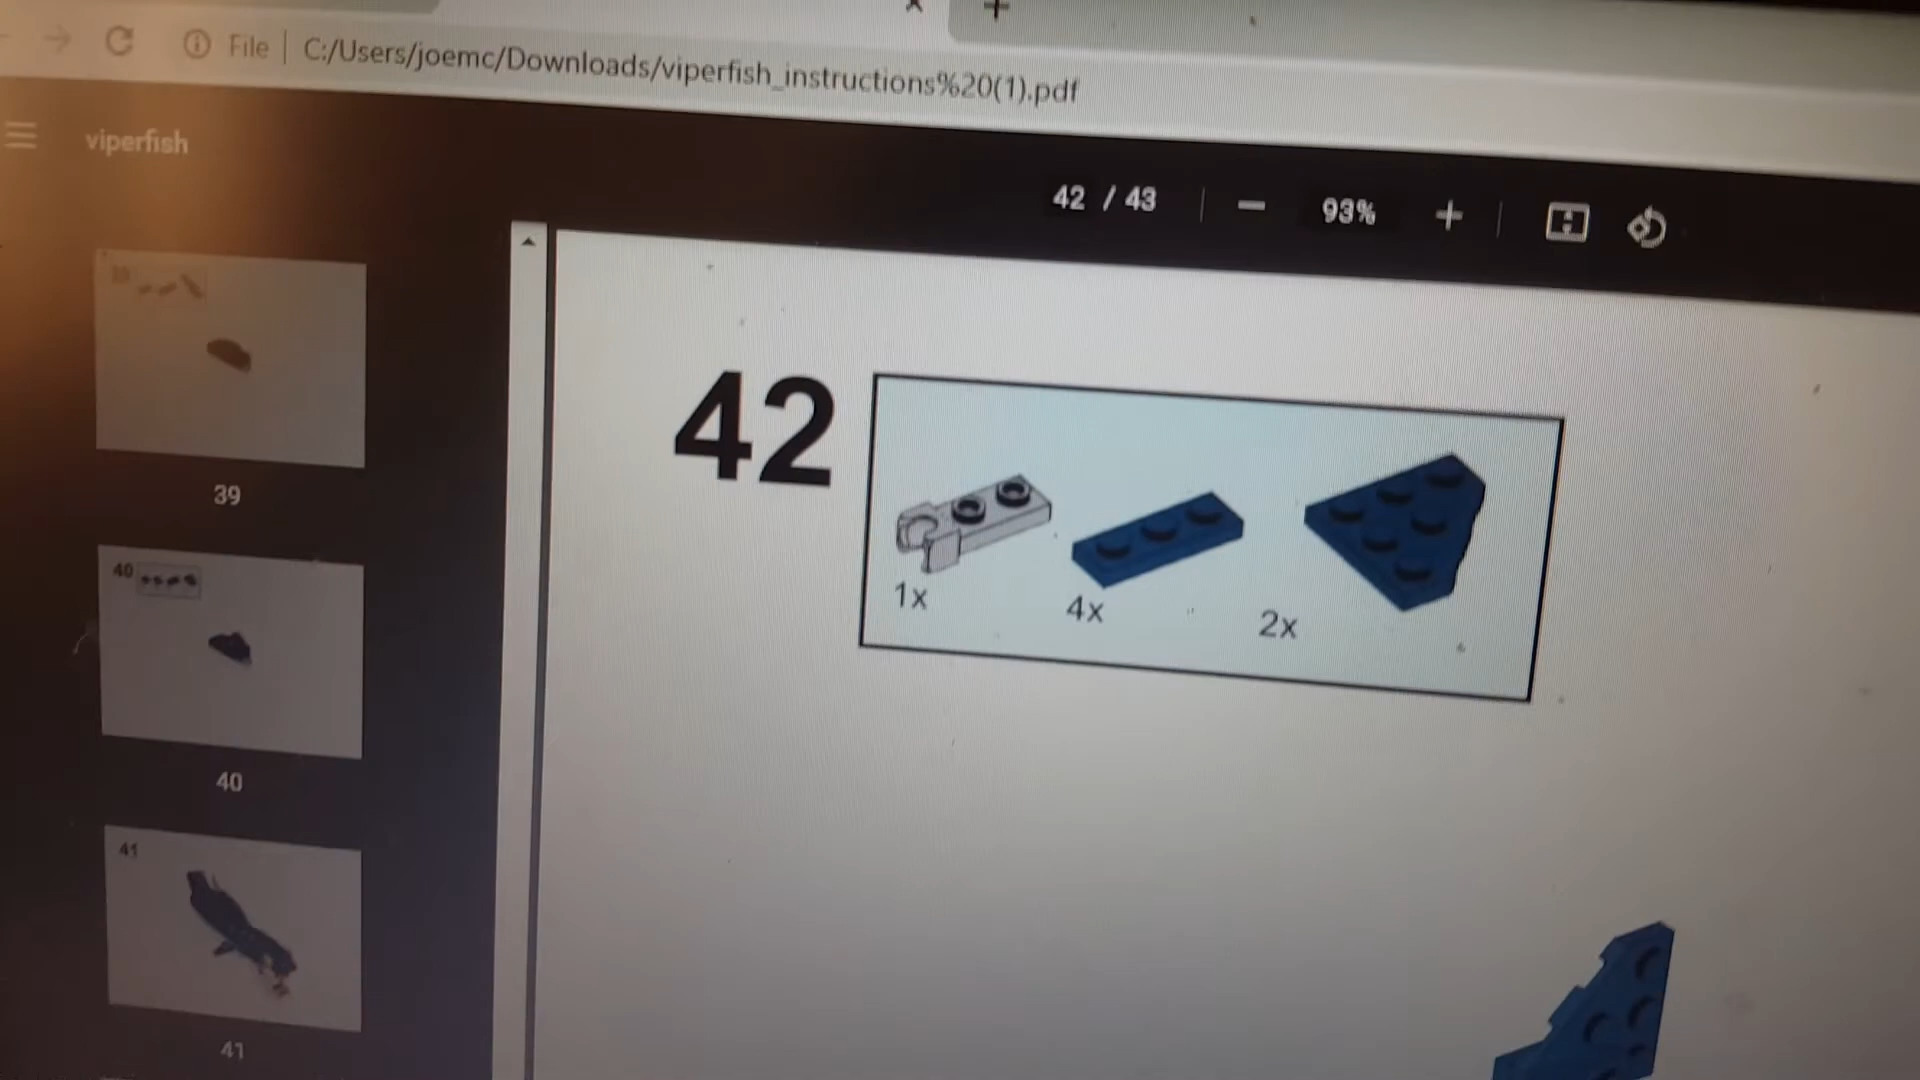 File | C:/Users/joemc/Downloads/viperfish_instructions%20(1).pdf
viperfish
42 / 43
93%
39
40
40
41
41
42
1x
4x
2x